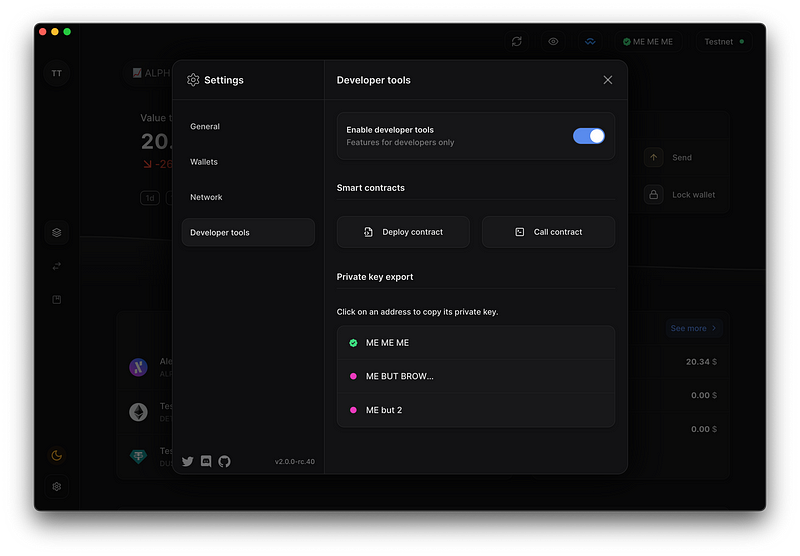 ME ME ME
Testnet
TT
ALPH
Settings
Developer tools
General
Wallets
Network
Developer tools
Enable developer tools
Features for developers only
Smart contracts
Deploy contract
Call contract
Private key export
Click on an address to copy its private key.
ME ME ME
ME BUT BROW...
ME but 2
v2.0.0-rc.40
Value t
20.
-26
1d
Send
Lock wallet
See more
Ale
AL
20.34 $
Tes
DE
0.00 $
Tes
DU
0.00 $